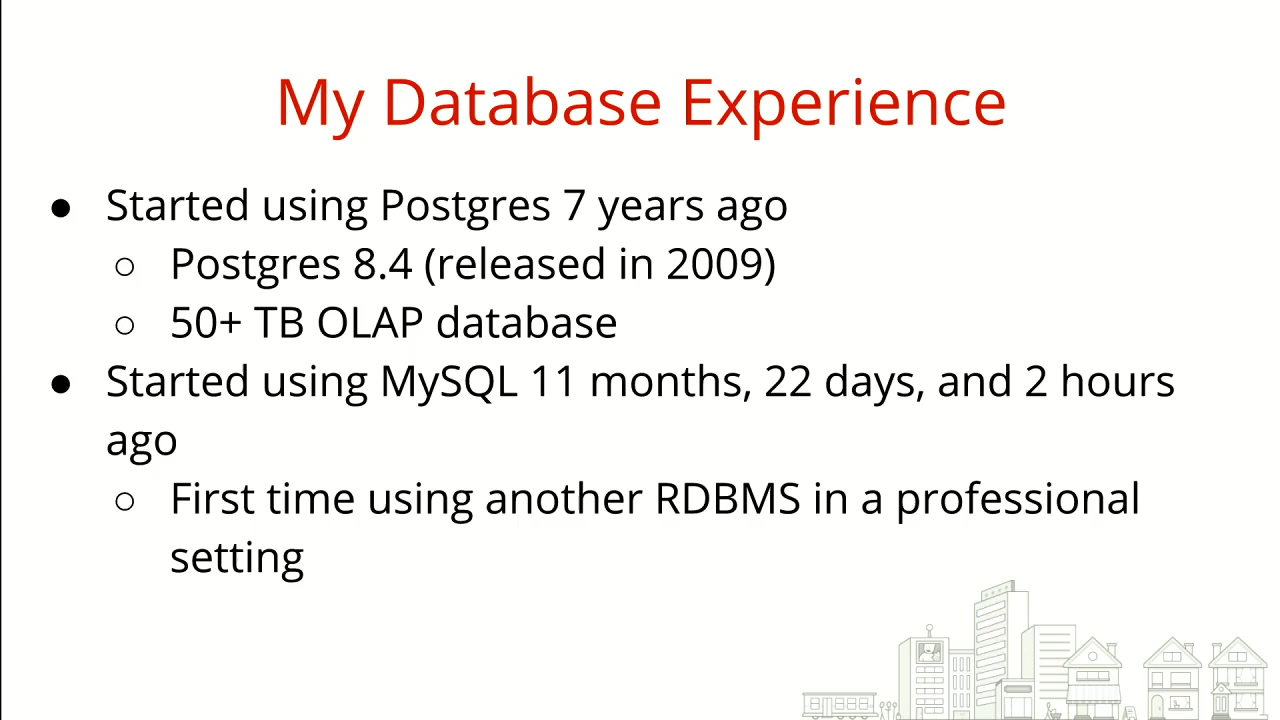 My Database Experience
● Started using Postgres 7 years ago
○ Postgres 8.4 (released in 2009)
○ 50+ TB OLAP database
● Started using MySQL 11 months, 22 days, and 2 hours
ago
○ First time using another RDBMS in a professional
setting